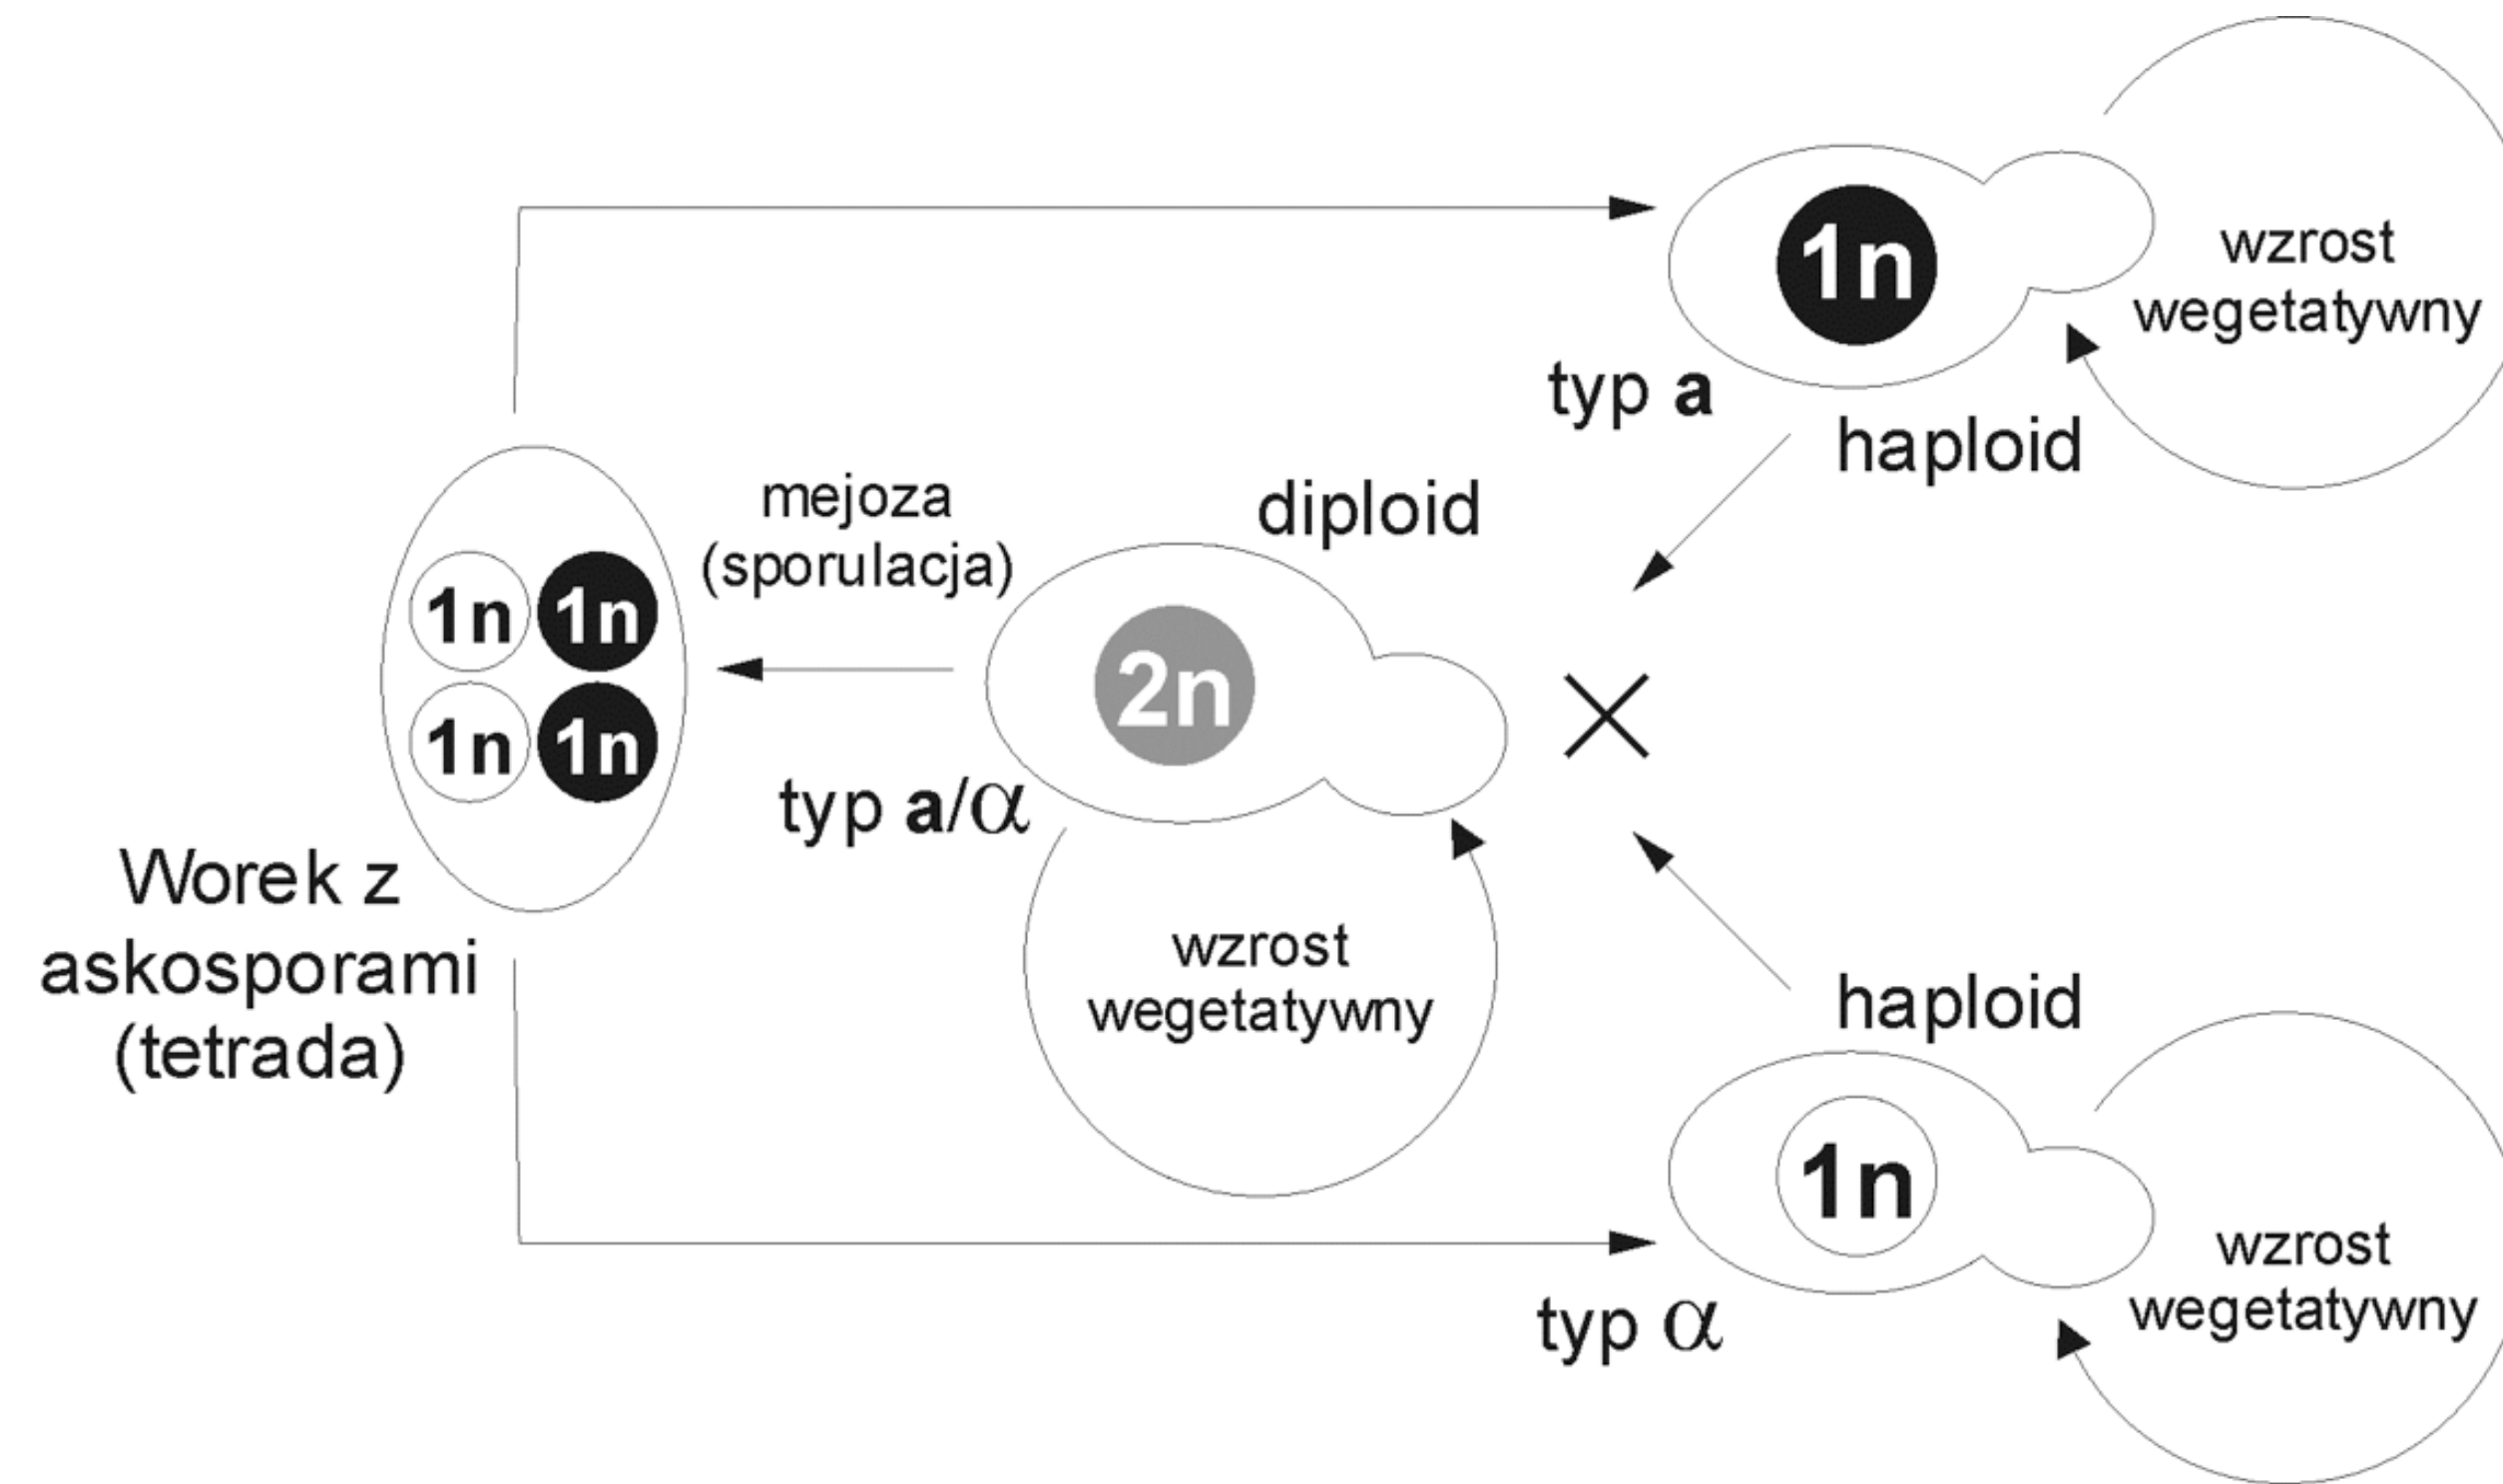 1n
wzrost
wegetatywny
typ a
haploid
mejoza
(sporulacja)
diploid
1n 1n
1n 1n
2n
typ a/α
Worek z
askosporami
(tetrada)
wzrost
wegetatywny
haploid
1n
wzrost
wegetatywny
typ α